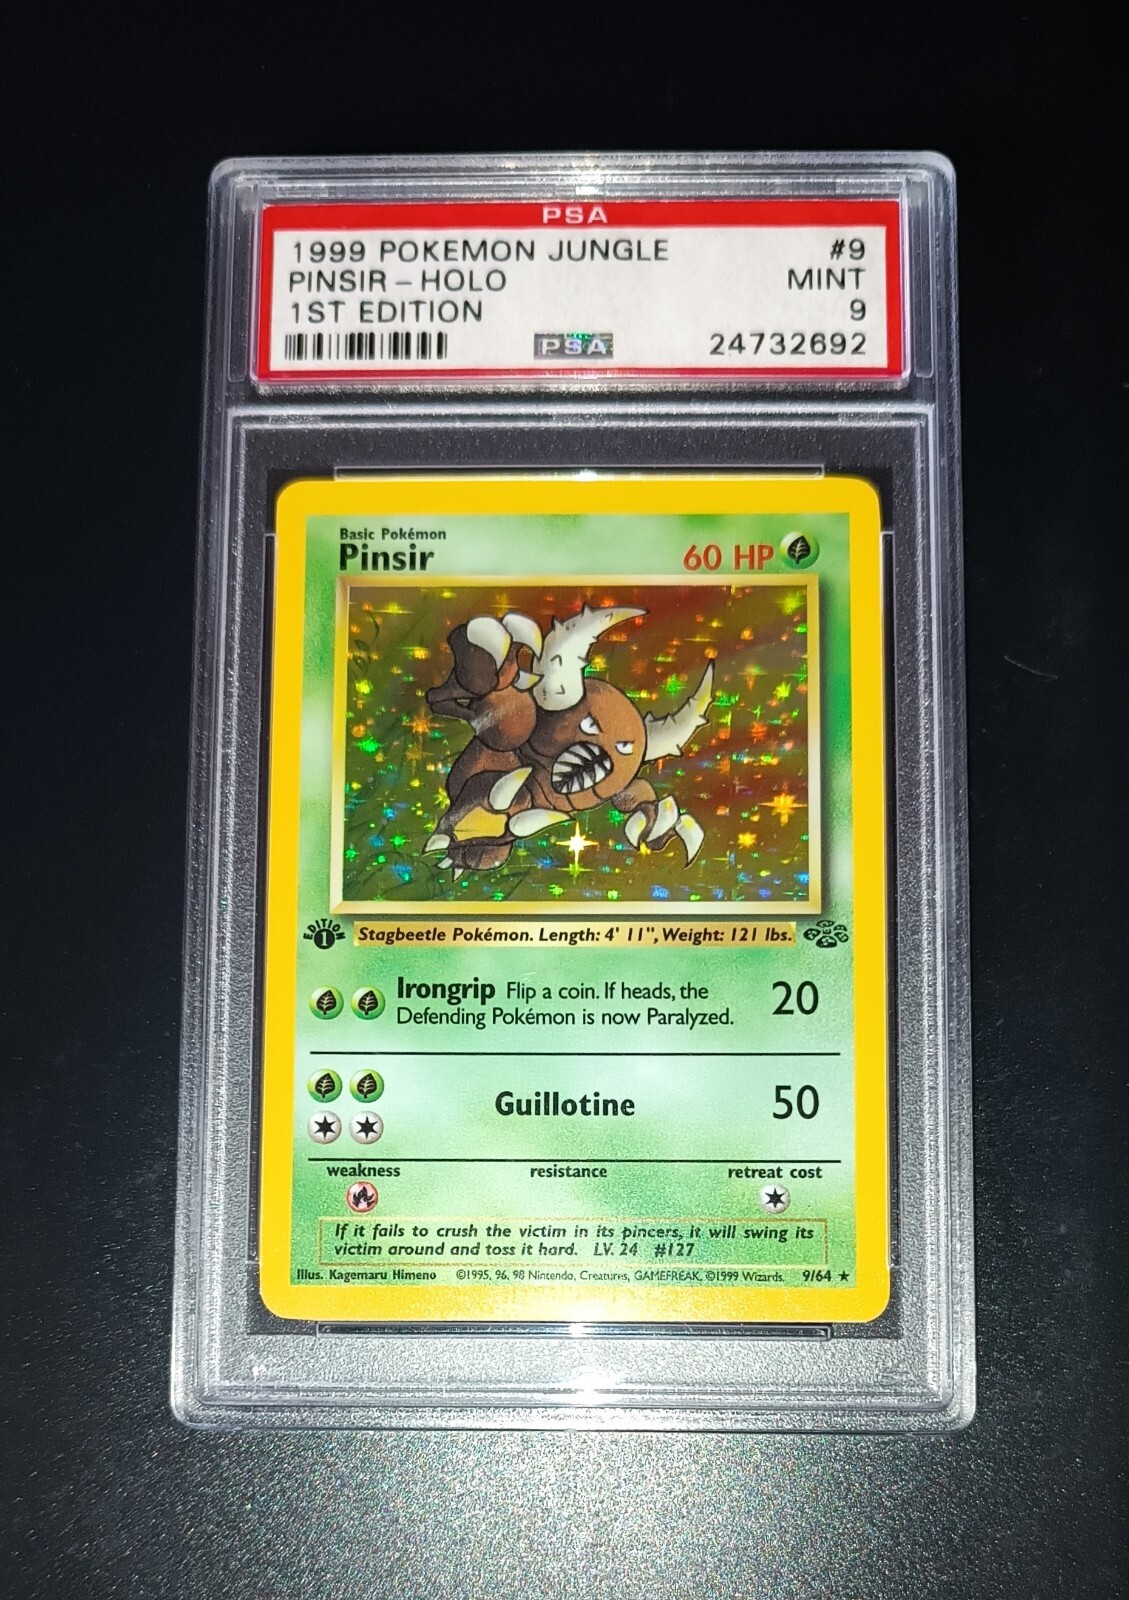 PSA
1999 POKEMON JUNGLE #9
PINSIR - HOLO MINT
1ST EDITION 9
PSA 24732692
Basic Pokémon
Pinsir 60 HP
EDITION 1
Stagbeetle Pokémon. Length: 4' 11", Weight: 121 lbs.
Irongrip Flip a coin. If heads, the
Defending Pokémon is now Paralyzed. 20
Guillotine 50
weakness resistance retreat cost
If it fails to crush the victim in its pincers, it will swing its
victim around and toss it hard. LV. 24 #127
Illus. Kagemaru Himeno ©1995, 96, 98 Nintendo, Creatures, GAMEFREAK. ©1999 Wizards. 9/64 ★